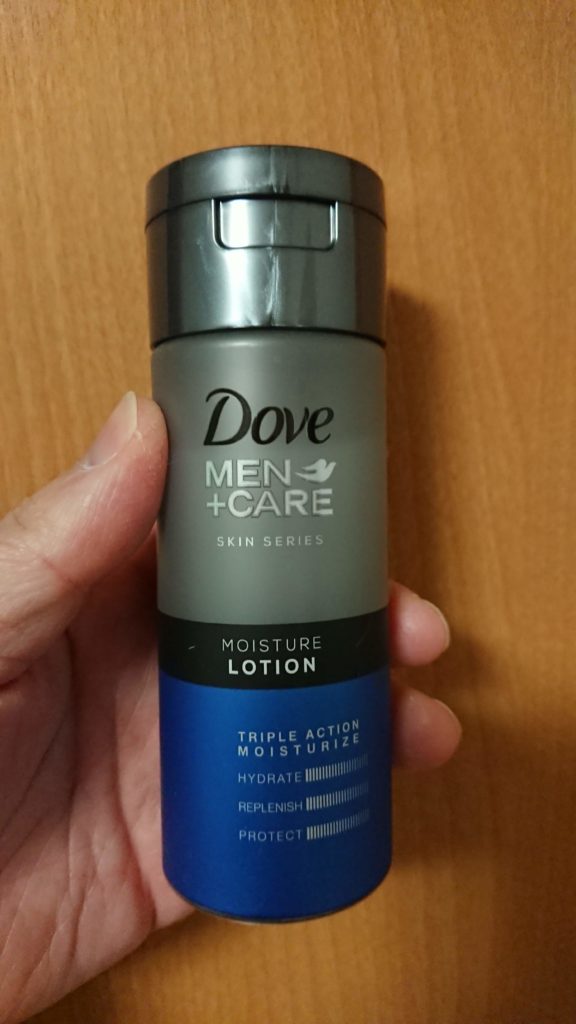 Dove
MEN
+CARE
SKIN SERIES
MOISTURE
LOTION
TRIPLE ACTION
MOISTURIZE
HYDRATE
REPLENISH
PROTECT